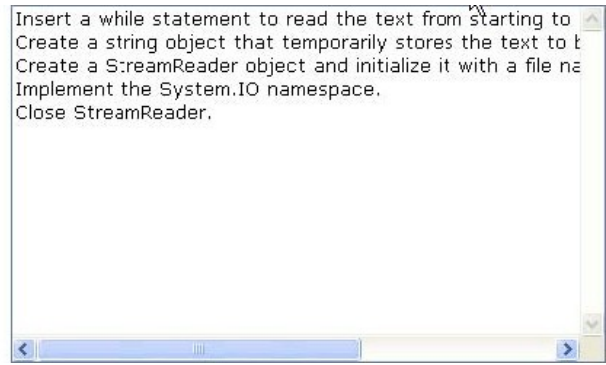 Insert a while statement to read the text from starting to
Create a string object that temporarily stores the text to
Create a StreamReader object and initialize it with a file
Implement the System.IO namespace.
Close StreamReader.